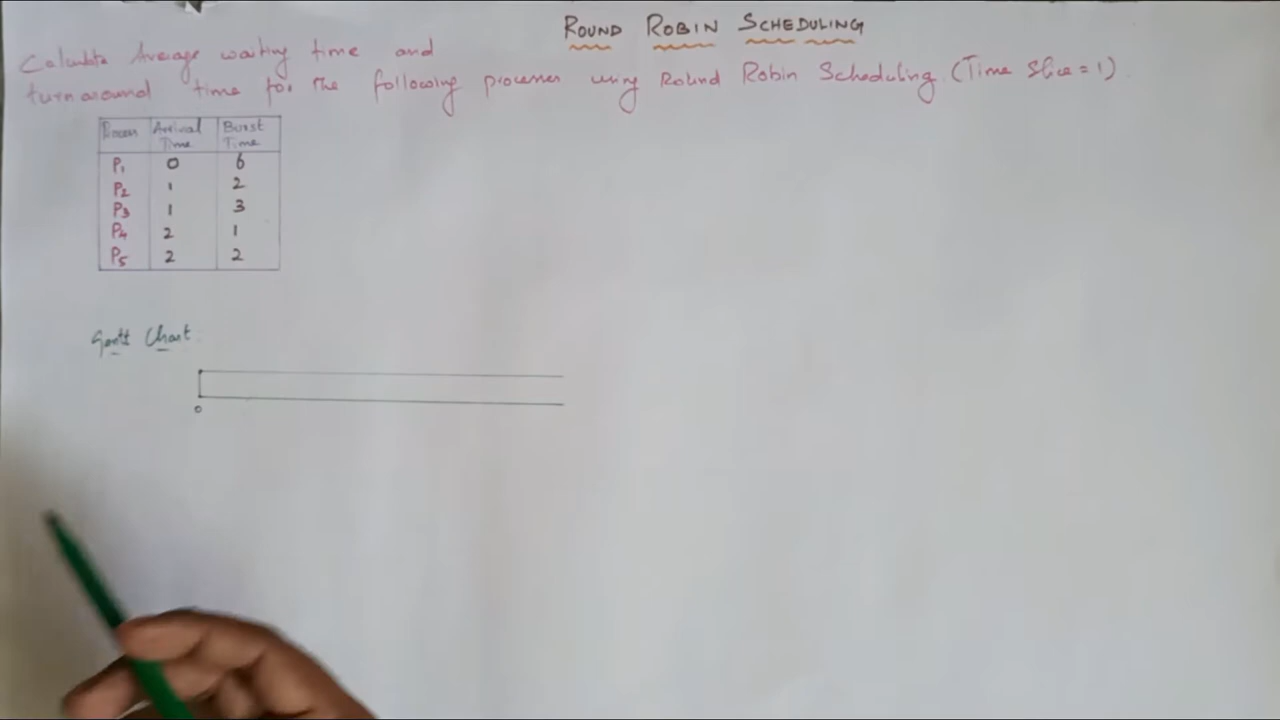 ROUND ROBIN SCHEDULING
Calculate Average waiting time and
turnaround time for the following processes using Round Robin Scheduling. (Time Slice = 1)
Process Arrival Time Burst Time
P1 0 6
P2 1 2
P3 1 3
P4 2 1
P5 2 2
Gantt Chart
0